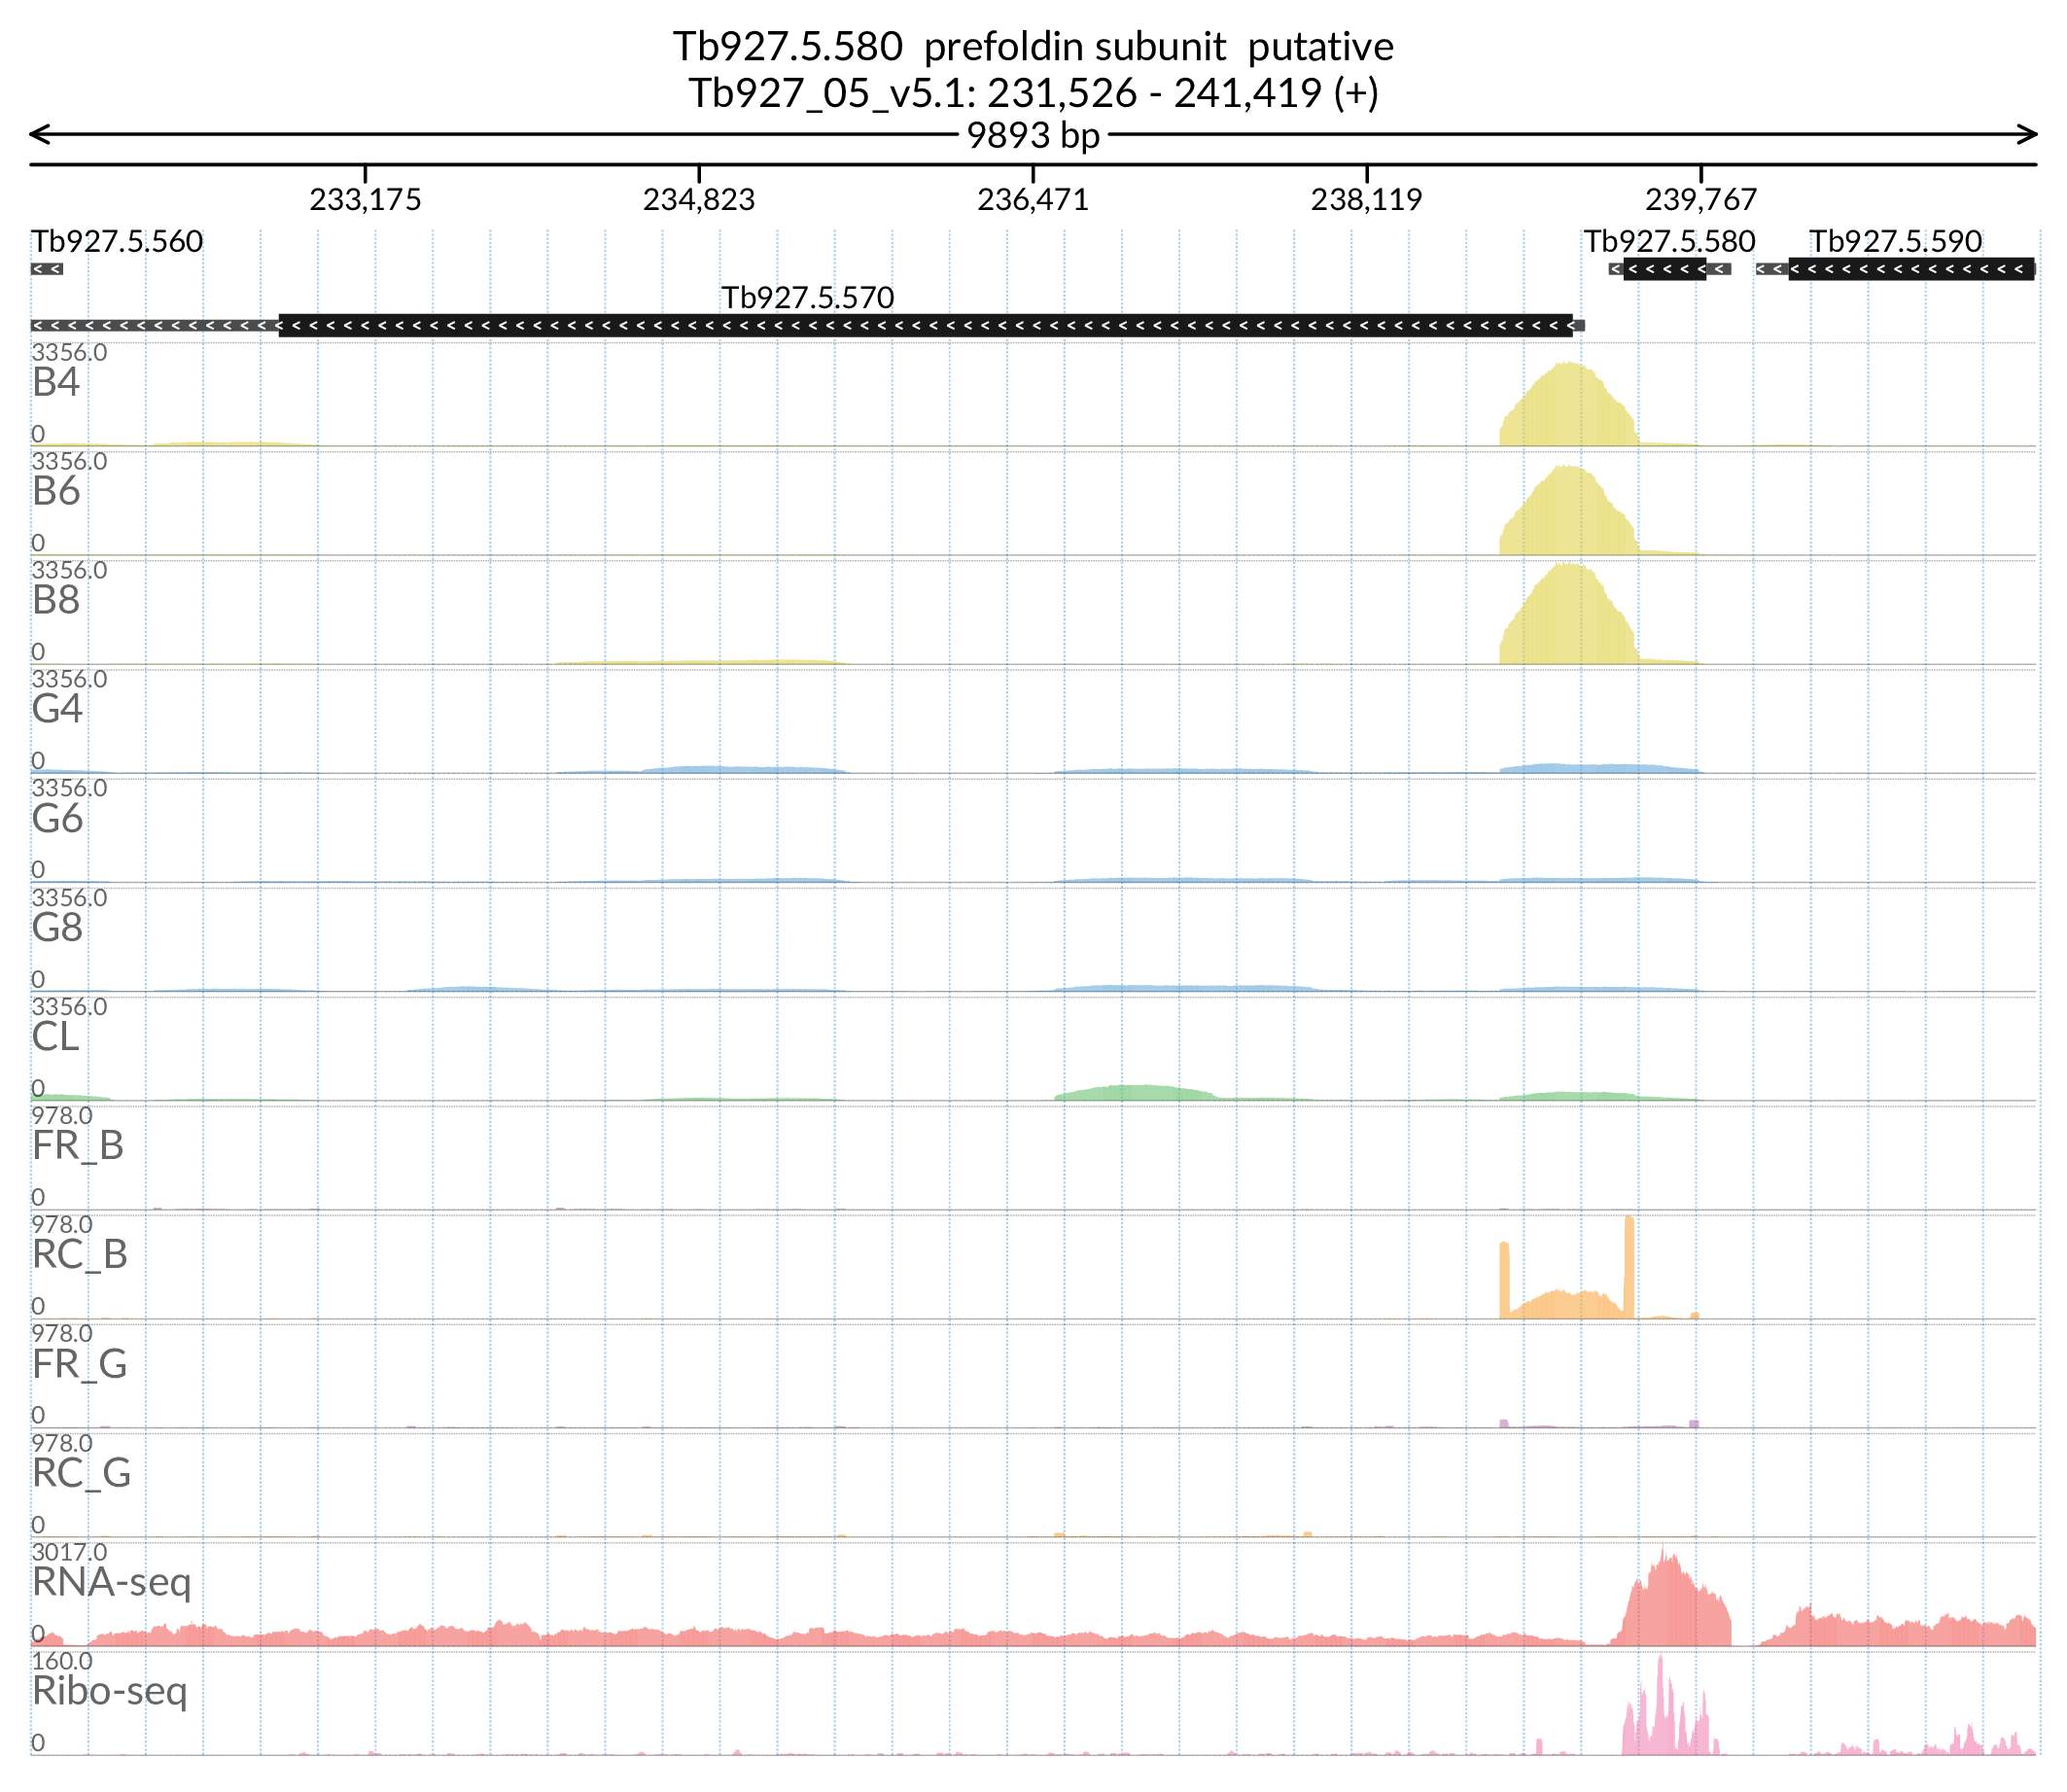 Tb927.5.580  prefoldin subunit  putative
Tb927_05_v5.1: 231,526 - 241,419 (+)
9893 bp
233,175 234,823 236,471 238,119 239,767
Tb927.5.560 Tb927.5.580 Tb927.5.590
Tb927.5.570
3356.0
B4
0
3356.0
B6
0
3356.0
B8
0
3356.0
G4
0
3356.0
G6
0
3356.0
G8
0
3356.0
CL
0
978.0
FR_B
0
978.0
RC_B
0
978.0
FR_G
0
978.0
RC_G
0
3017.0
RNA-seq
0
160.0
Ribo-seq
0